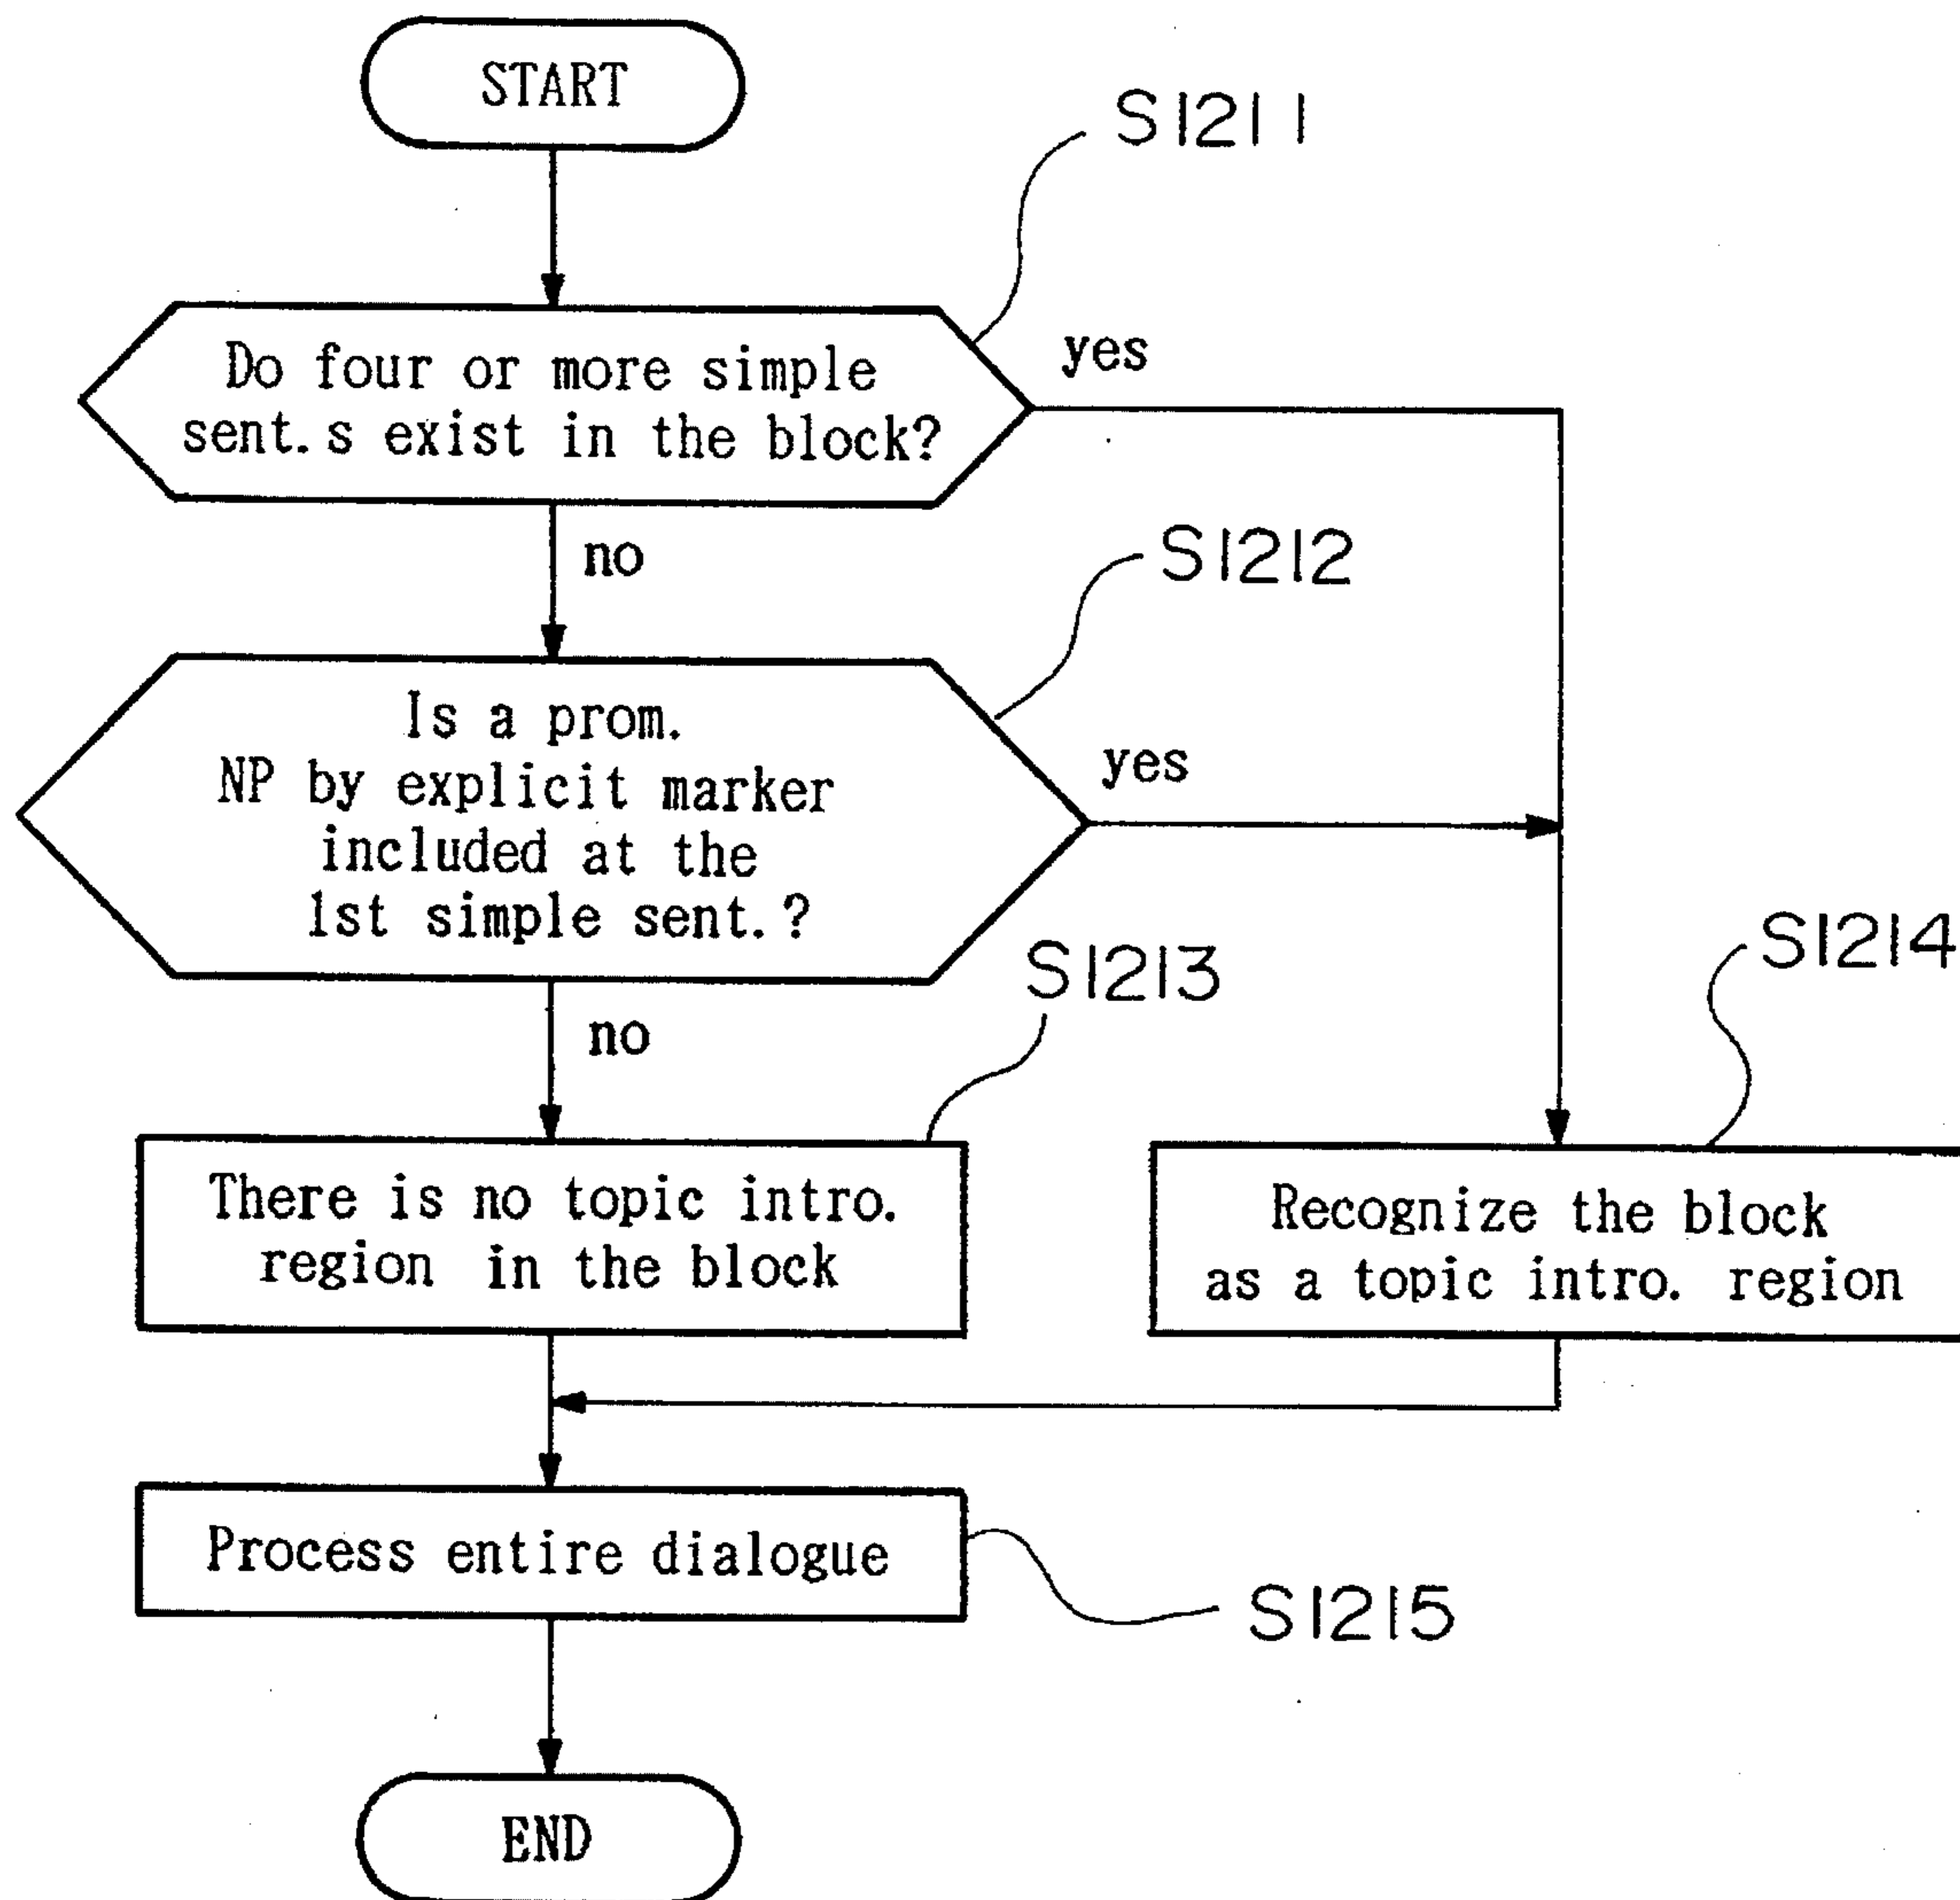 START
S1211
Do four or more simple
sent.s exist in the block?
yes
no
S1212
Is a prom.
NP by explicit marker
included at the
1st simple sent.?
yes
no
S1213
S1214
There is no topic intro.
region in the block
Recognize the block
as a topic intro. region
Process entire dialogue
S1215
END